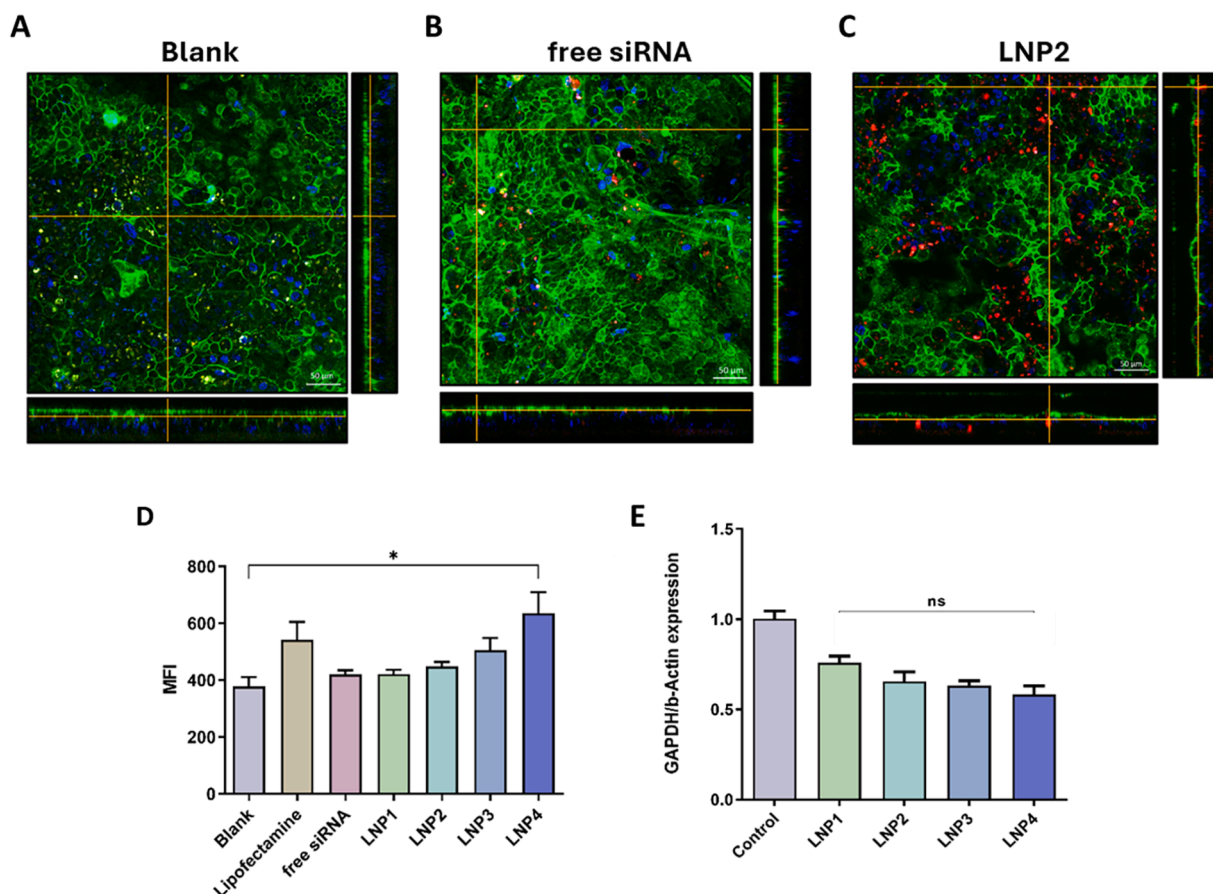 A
Blank
50 µm
B
free siRNA
50 µm
C
LNP2
50 µm
D
MFI
800
600
400
200
0
*
Blank
Lipofectamine
free siRNA
LNP1
LNP2
LNP3
LNP4
E
GAPDH/b-Actin expression
1.5
1.0
0.5
0.0
ns
Control
LNP1
LNP2
LNP3
LNP4